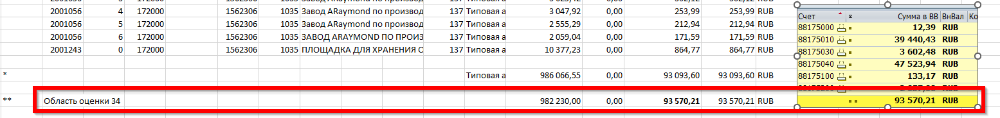 2001056 4 172000 1562306 1035 Завод ARaymond по производ 137 Типовая а 3 047,92 0,00 253,99 253,99 RUB
2001056 5 172000 1562306 1035 Завод ARaymond по производ 137 Типовая а 2 555,29 0,00 212,94 212,94 RUB
2001056 6 172000 1562306 1035 ЗАВОД ARAYMOND ПО ПРОИЗ 137 Типовая а 2 059,04 0,00 171,59 171,59 RUB
2001243 0 172000 1562306 1035 ПЛОЩАДКА ДЛЯ ХРАНЕНИЯ О 137 Типовая а 10 377,23 0,00 864,77 864,77 RUB
* Типовая а 986 066,55 0,00 93 093,60 93 093,60 RUB
** Область оценки 34 982 230,00 0,00 93 570,21 93 570,21 RUB
Счет Σ Сумма в ВВ ВнВал Ко
88175000 12,39 RUB
88175010 39 440,43 RUB
88175030 3 602,48 RUB
88175040 47 523,94 RUB
88175100 133,17 RUB
93 570,21 RUB